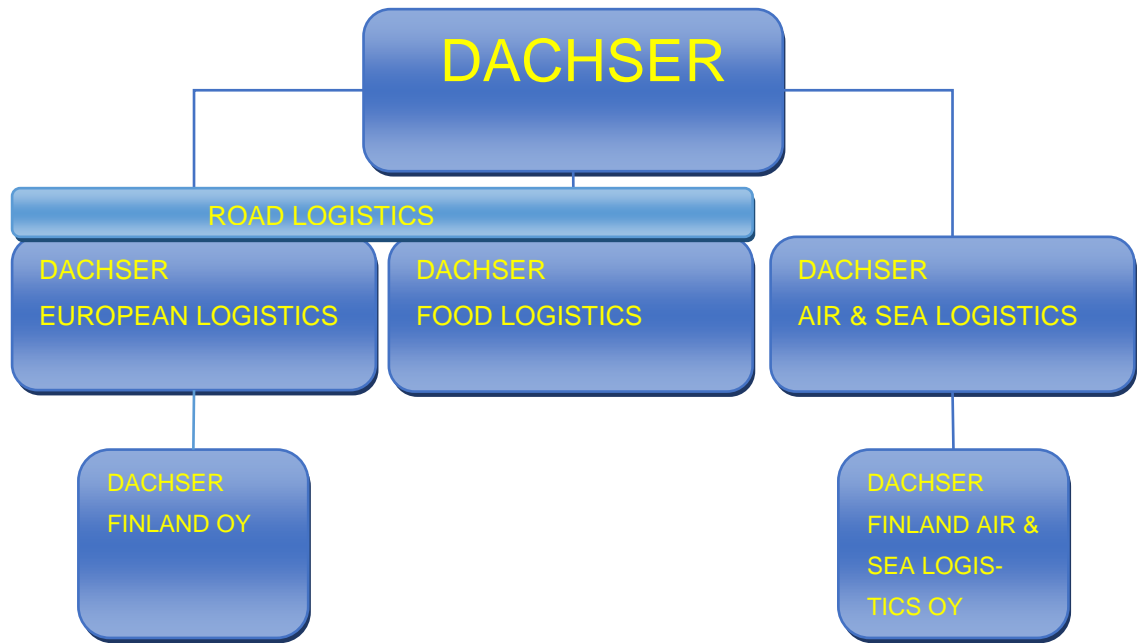 DACHSER
ROAD LOGISTICS
DACHSER
EUROPEAN LOGISTICS
DACHSER
FOOD LOGISTICS
DACHSER
AIR & SEA LOGISTICS
DACHSER
FINLAND OY
DACHSER
FINLAND AIR &
SEA LOGIS-
TICS OY